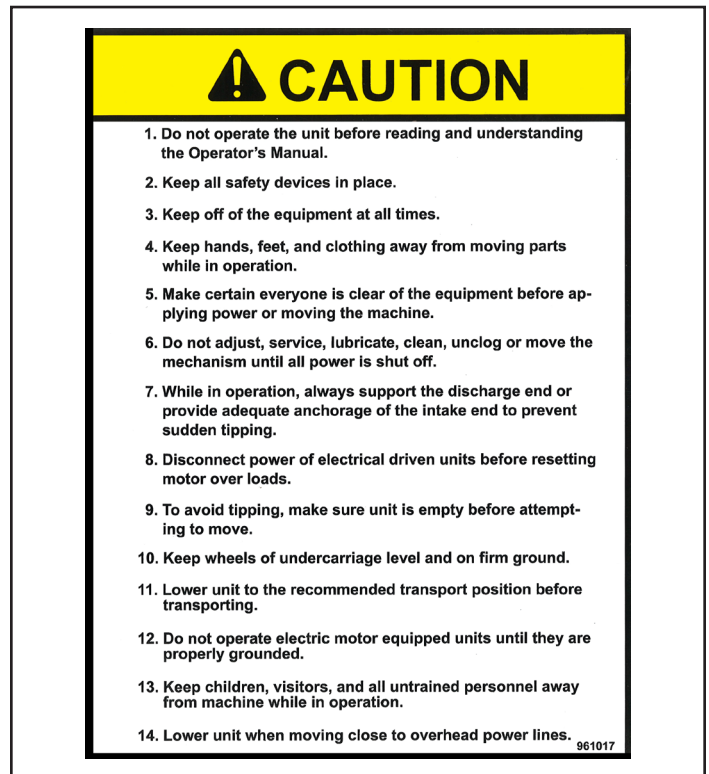 CAUTION
1. Do not operate the unit before reading and understanding
the Operator's Manual.
2. Keep all safety devices in place.
3. Keep off of the equipment at all times.
4. Keep hands, feet, and clothing away from moving parts
while in operation.
5. Make certain everyone is clear of the equipment before ap-
plying power or moving the machine.
6. Do not adjust, service, lubricate, clean, unclog or move the
mechanism until all power is shut off.
7. While in operation, always support the discharge end or
provide adequate anchorage of the intake end to prevent
sudden tipping.
8. Disconnect power of electrical driven units before resetting
motor over loads.
9. To avoid tipping, make sure unit is empty before attempt-
ing to move.
10. Keep wheels of undercarriage level and on firm ground.
11. Lower unit to the recommended transport position before
transporting.
12. Do not operate electric motor equipped units until they are
properly grounded.
13. Keep children, visitors, and all untrained personnel away
from machine while in operation.
14. Lower unit when moving close to overhead power lines.
961017